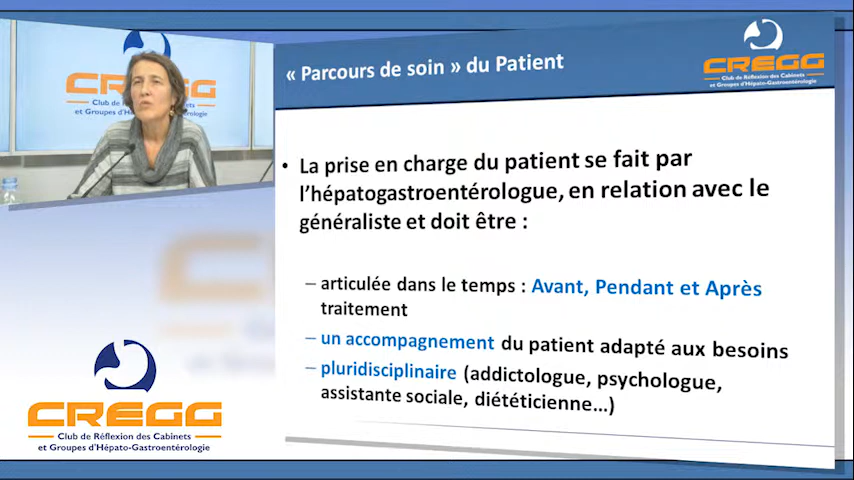 CREGG
Club de Réflexion des Cabinets
et Groupes d'Hépato-Gastroentérologie
« Parcours de soin » du Patient
CREGG
Club de Réflexion des Cabinets
et Groupes d'Hépato-Gastroentérologie
• La prise en charge du patient se fait par
l'hépatogastroentérologue, en relation avec le
généraliste et doit être :
– articulée dans le temps : Avant, Pendant et Après
traitement
– un accompagnement du patient adapté aux besoins
– pluridisciplinaire (addictologue, psychologue,
assistante sociale, diététicienne…)
CREGG
Club de Réflexion des Cabinets
et Groupes d'Hépato-Gastroentérologie